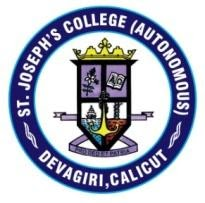 ST. JOSEPH'S COLLEGE (AUTONOMOUS)
DEVAGIRI, CALICUT